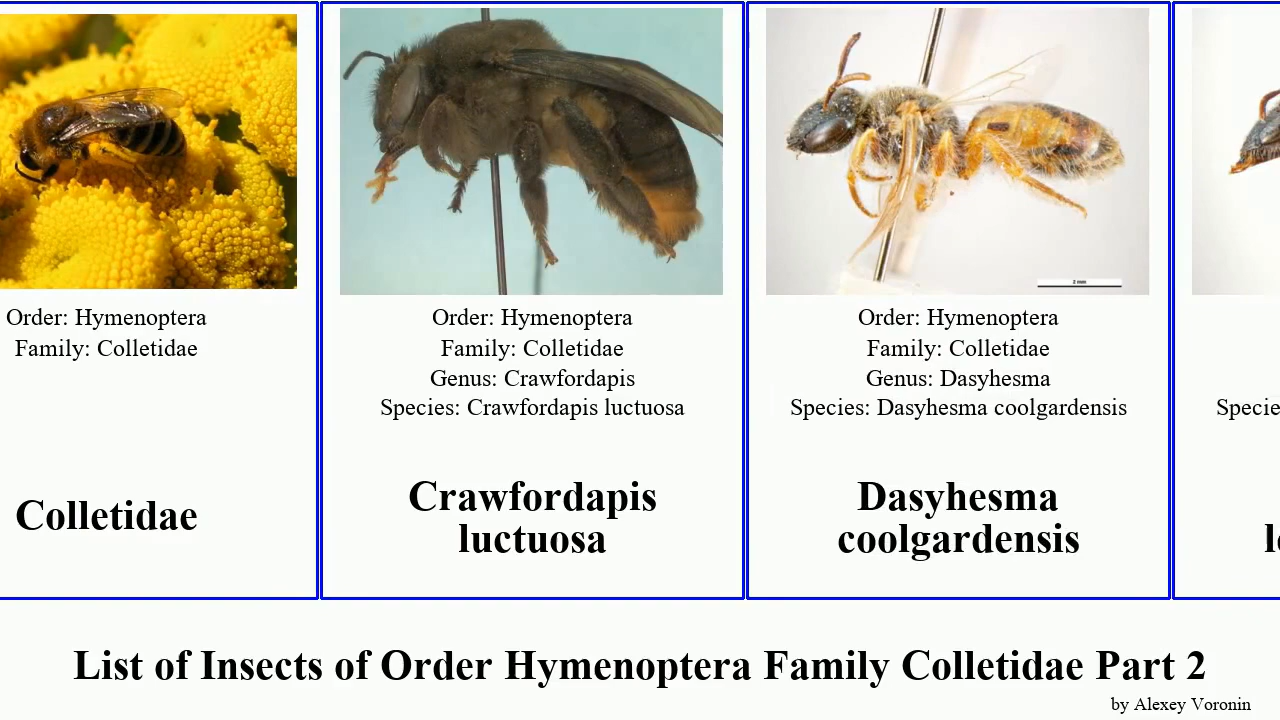 Order: Hymenoptera
Family: Colletidae
Colletidae
Order: Hymenoptera
Family: Colletidae
Genus: Crawfordapis
Species: Crawfordapis luctuosa
Crawfordapis
luctuosa
2 mm
Order: Hymenoptera
Family: Colletidae
Genus: Dasyhesma
Species: Dasyhesma coolgardensis
Dasyhesma
coolgardensis
List of Insects of Order Hymenoptera Family Colletidae Part 2
by Alexey Voronin